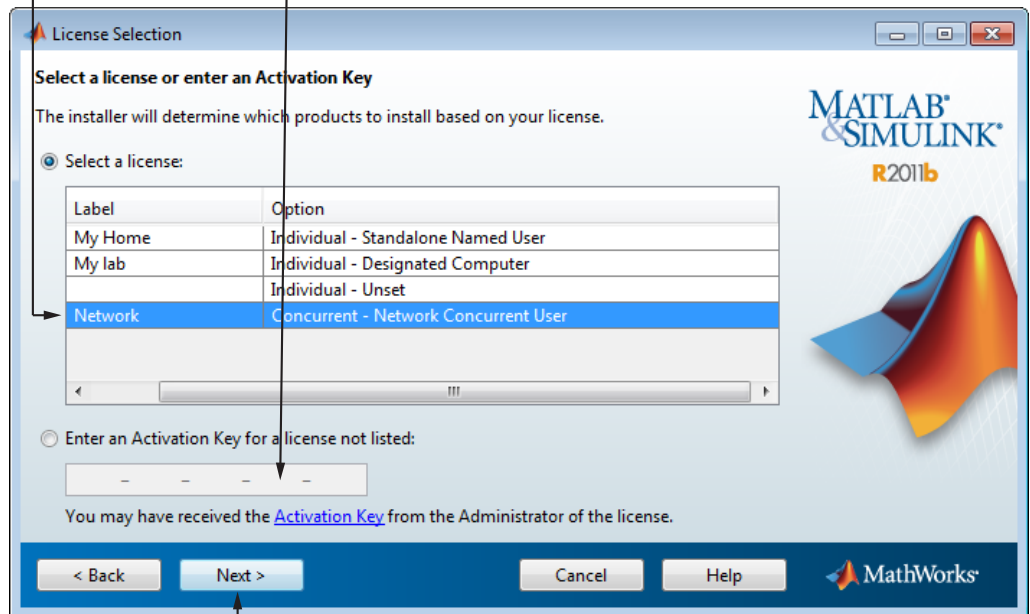 License Selection
Select a license or enter an Activation Key
The installer will determine which products to install based on your license.
MATLAB®
&SIMULINK®
R2011b
Select a license:
Label Option
My Home Individual - Standalone Named User
My lab Individual - Designated Computer
Individual - Unset
Network Concurrent - Network Concurrent User
Enter an Activation Key for a license not listed:
- - - -
You may have received the Activation Key from the Administrator of the license.
< Back Next > Cancel Help MathWorks®